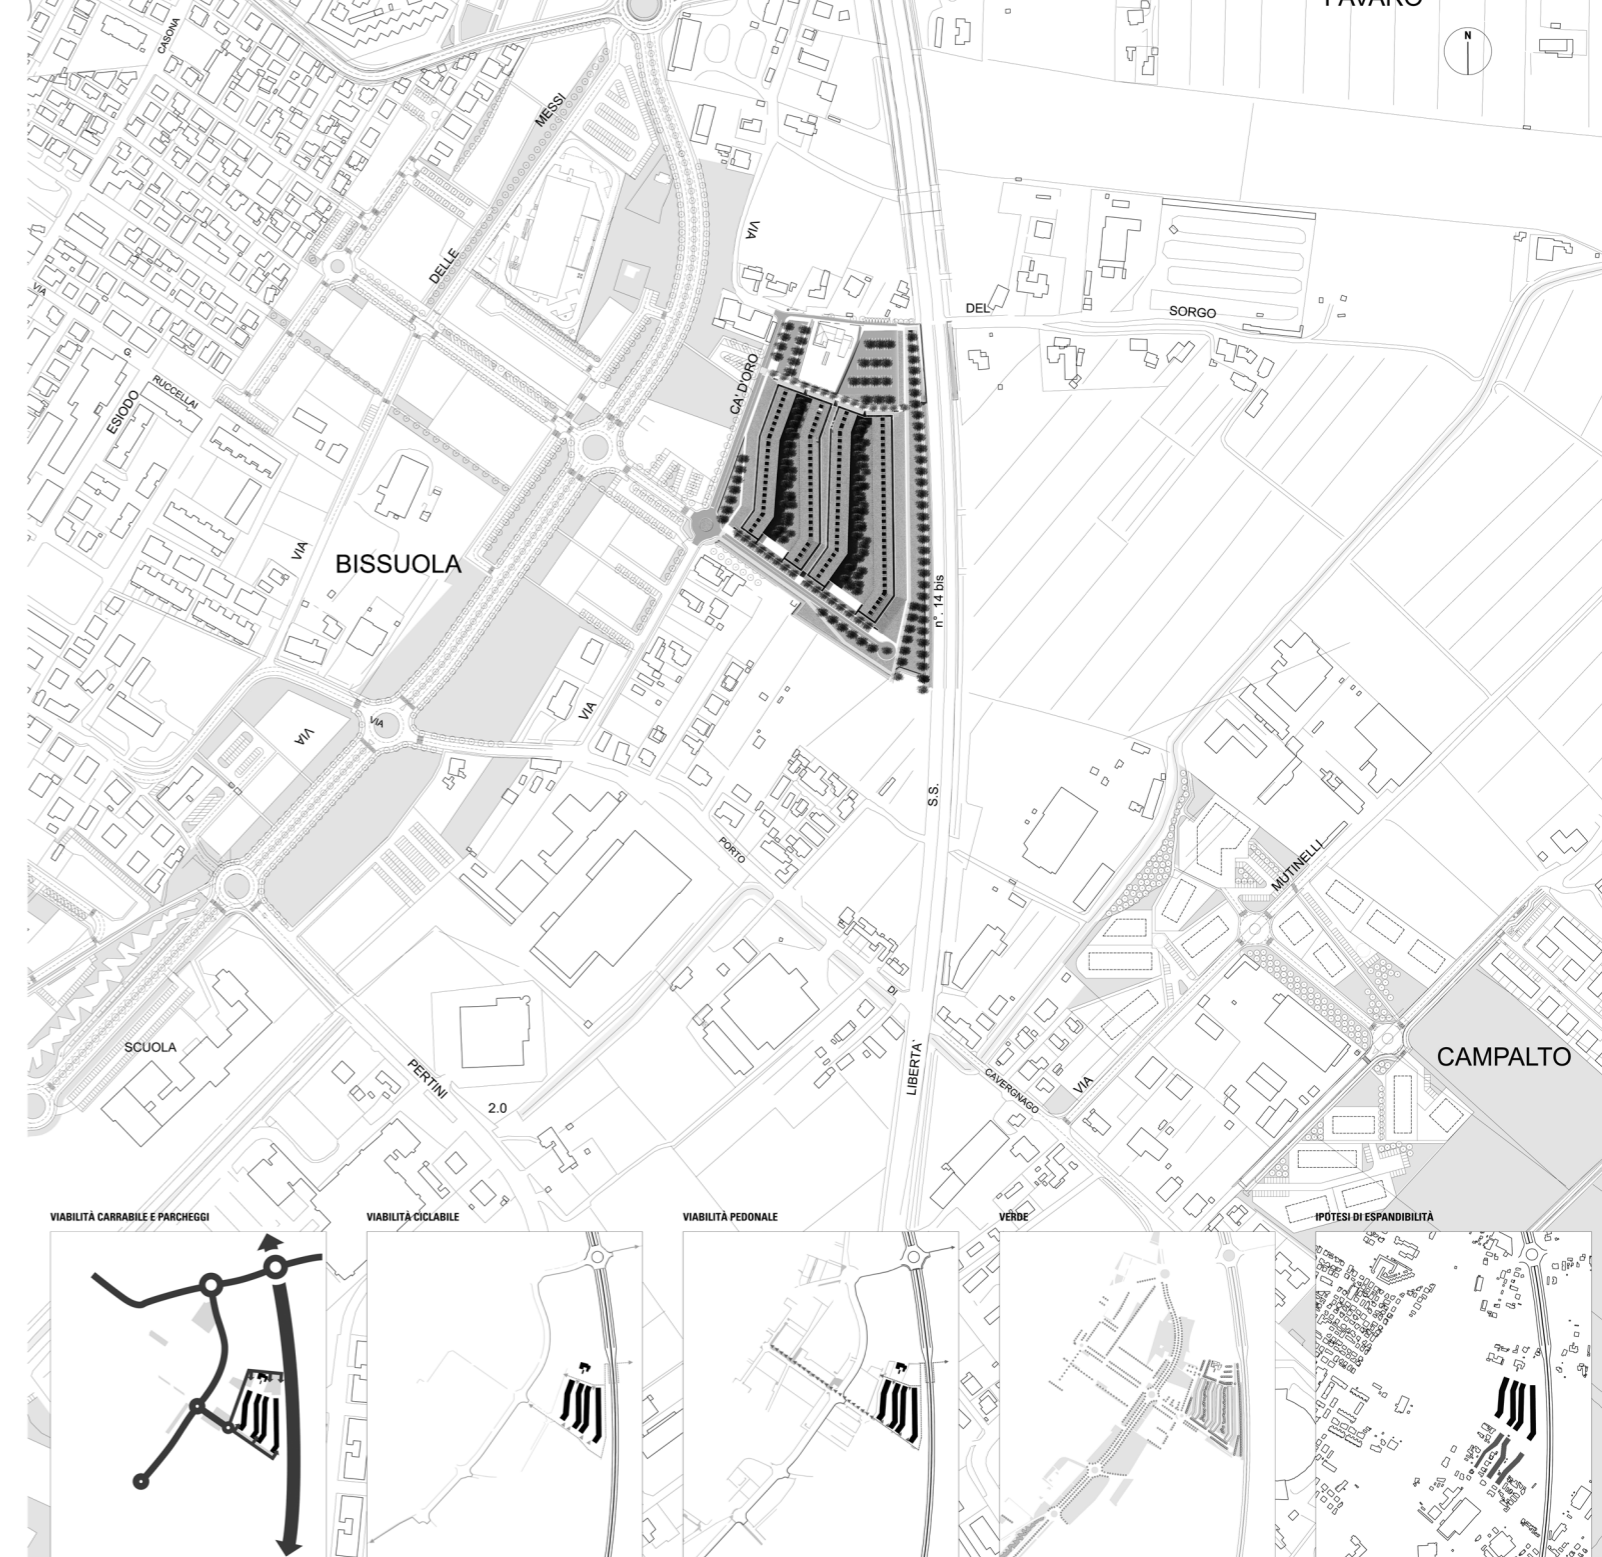 FAVARO
N
CASONA
MESSI
DELLE
VIA
VIA
DEL
SORGO
CA' D'ORO
G.
RUCCELLAI
ESIODO
VIA
BISSUOLA
n°. 14 bis
VIA
VIA
VIA
S.S.
PORTO
MUTINELLI
DI
SCUOLA
LIBERTA'
CAMPALTO
PERTINI
CAVERGNAGO
VIA
2.0
VIABILITÀ CARRABILE E PARCHEGGI
VIABILITÀ CICLABILE
VIABILITÀ PEDONALE
VERDE
IPOTESI DI ESPANDIBILITÀ